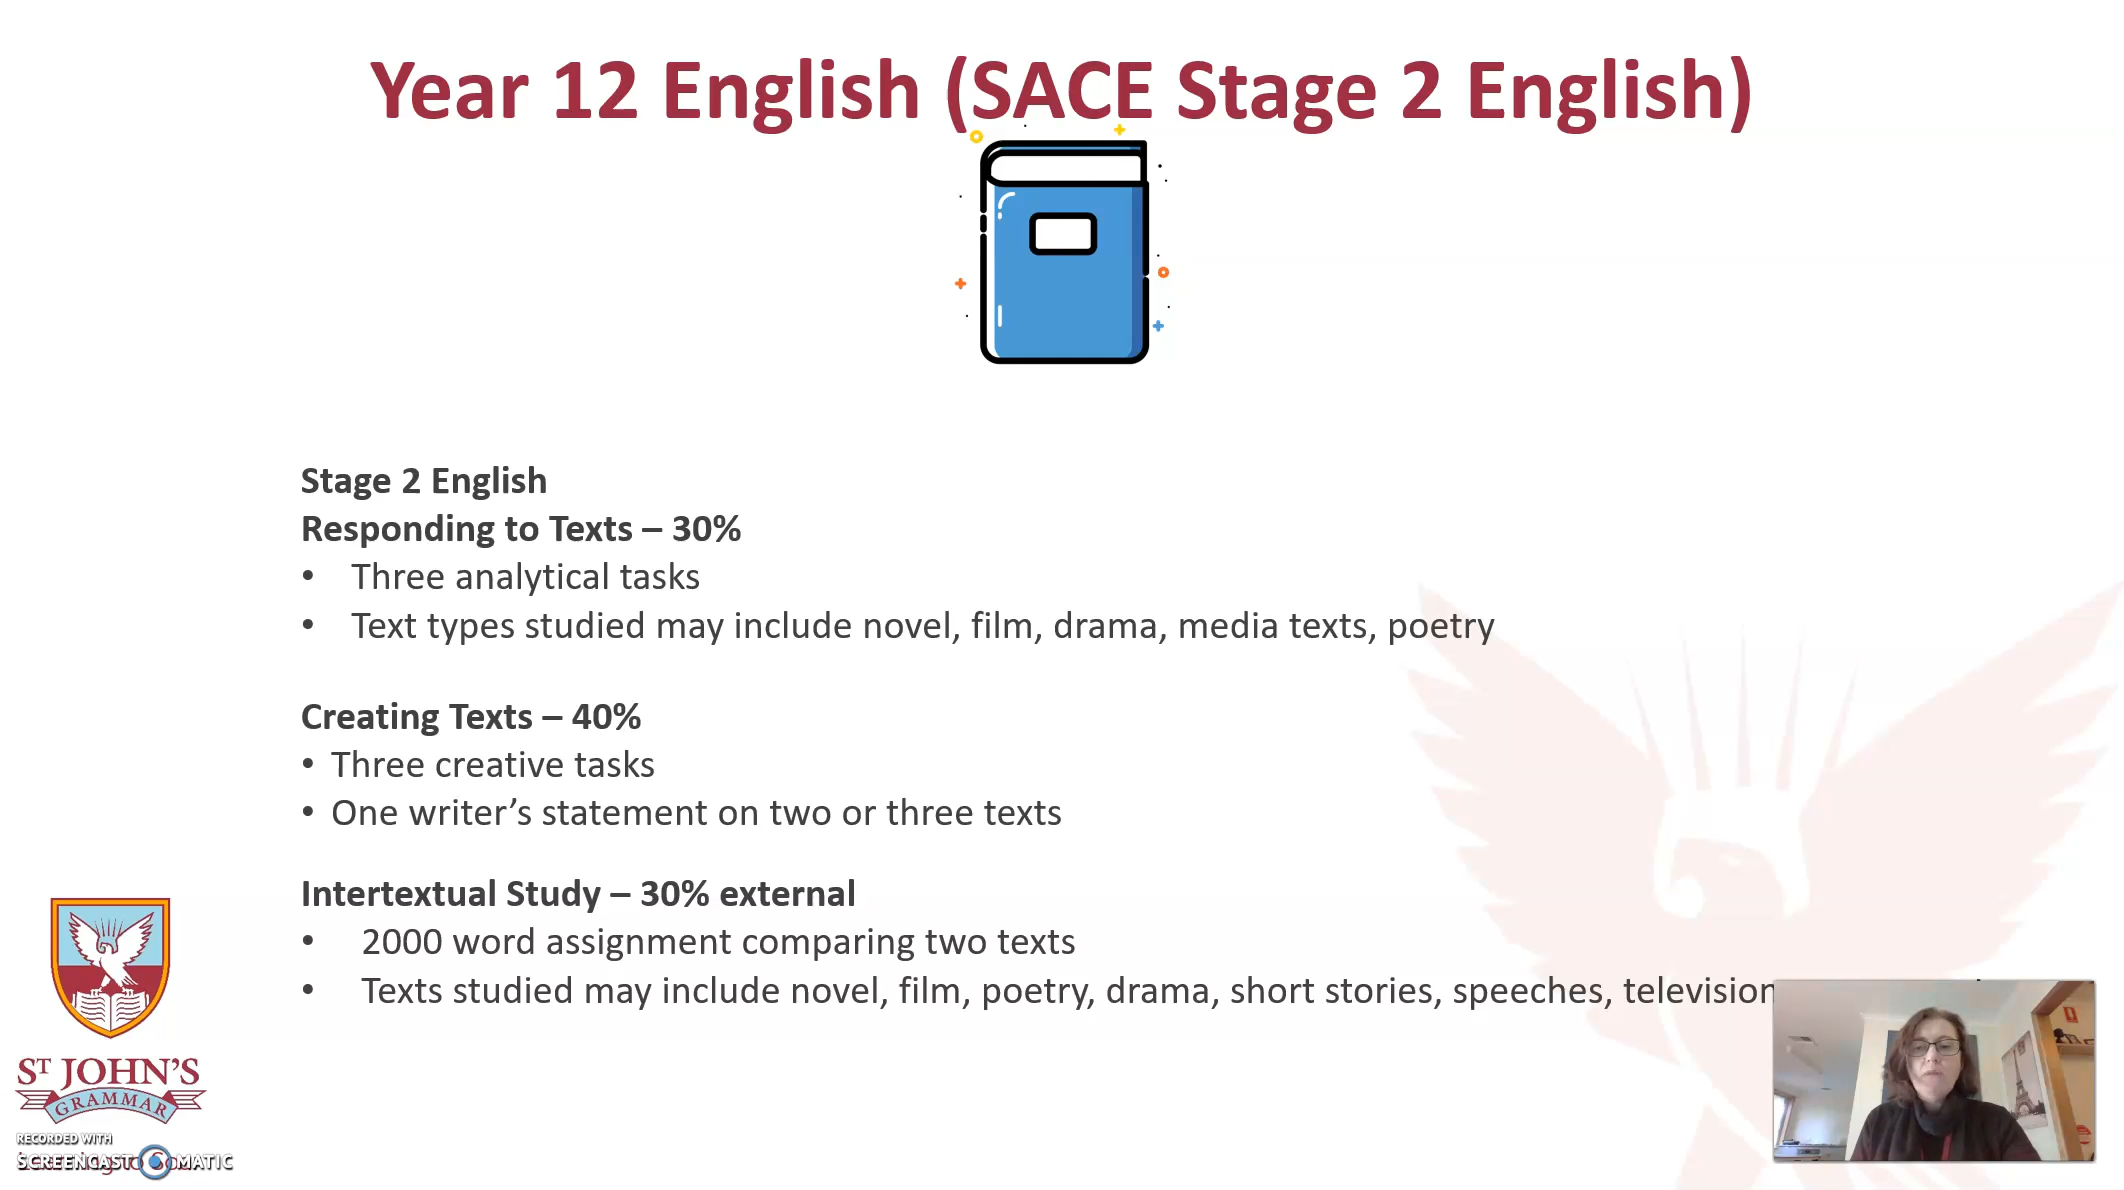 Year 12 English (SACE Stage 2 English)
Stage 2 English
Responding to Texts – 30%
• Three analytical tasks
• Text types studied may include novel, film, drama, media texts, poetry
Creating Texts – 40%
• Three creative tasks
• One writer’s statement on two or three texts
Intertextual Study – 30% external
• 2000 word assignment comparing two texts
• Texts studied may include novel, film, poetry, drama, short stories, speeches, television
ST JOHN’S
GRAMMAR
RECORDED WITH
SCREENCAST MATIC